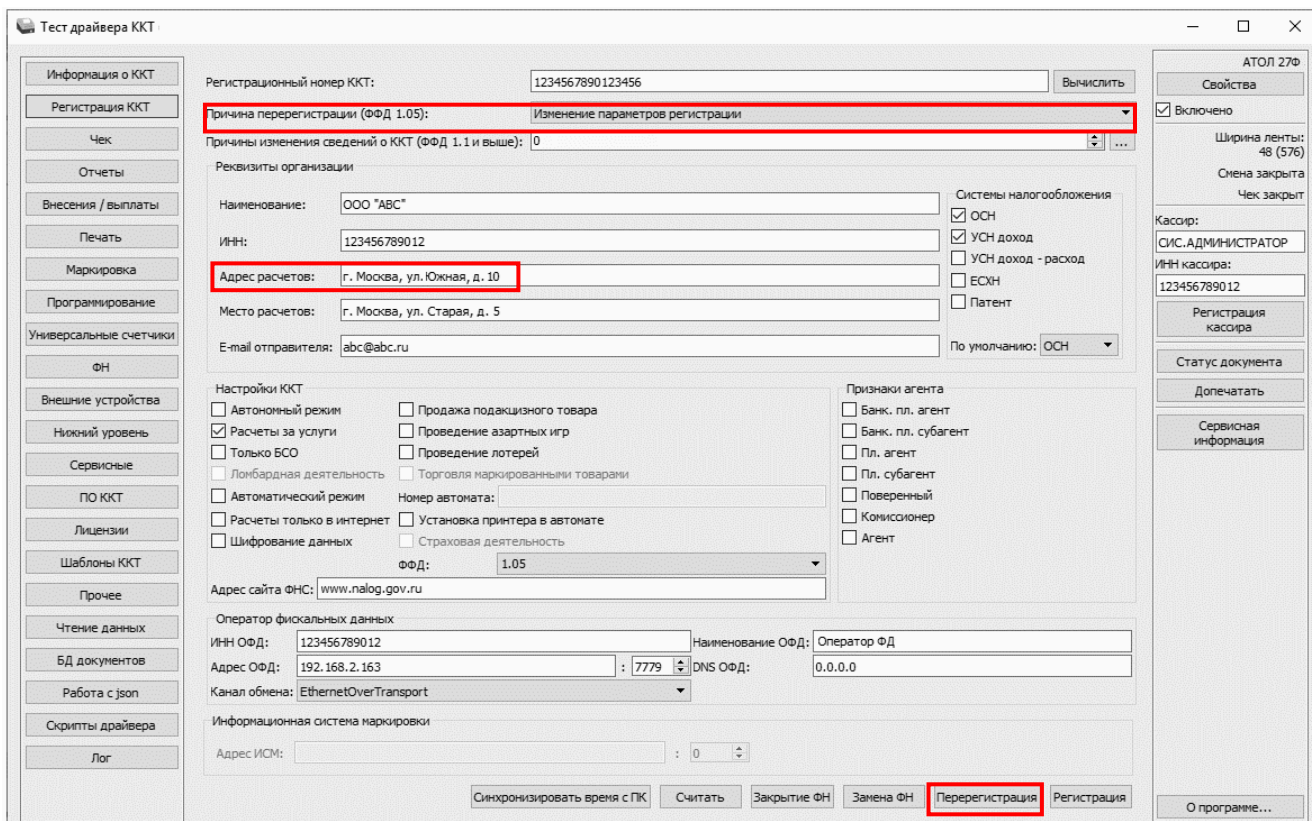 Тест драйвера ККТ
Информация о ККТ
Регистрация ККТ
Чек
Отчеты
Внесения / выплаты
Печать
Маркировка
Программирование
Универсальные счетчики
ФН
Внешние устройства
Нижний уровень
Сервисные
ПО ККТ
Лицензии
Шаблоны ККТ
Прочее
Чтение данных
БД документов
Работа с json
Скрипты драйвера
Лог
Регистрационный номер ККТ: 1234567890123456 Вычислить
Причина перерегистрации (ФФД 1.05): Изменение параметров регистрации
Причины изменения сведений о ККТ (ФФД 1.1 и выше): 0 ...
Реквизиты организации
Наименование: ООО "АВС"
ИНН: 123456789012
Адрес расчетов: г. Москва, ул. Южная, д. 10
Место расчетов: г. Москва, ул. Старая, д. 5
E-mail отправителя: abc@abc.ru
Системы налогообложения
ОСН
УСН доход
УСН доход - расход
ЕСХН
Патент
По умолчанию: ОСН
Настройки ККТ
Автономный режим Продажа подакцизного товара
Расчеты за услуги Проведение азартных игр
Только БСО Проведение лотерей
Ломбардная деятельность Торговля маркированными товарами
Автоматический режим Номер автомата:
Расчеты только в интернет Установка принтера в автомате
Шифрование данных Страховая деятельность
ФФД: 1.05
Адрес сайта ФНС: www.nalog.gov.ru
Признаки агента
Банк. пл. агент
Банк. пл. субагент
Пл. агент
Пл. субагент
Поверенный
Комиссионер
Агент
Оператор фискальных данных
ИНН ОФД: 123456789012 Наименование ОФД: Оператор ФД
Адрес ОФД: 192.168.2.163 : 7779 DNS ОФД: 0.0.0.0
Канал обмена: EthernetOverTransport
Информационная система маркировки
Адрес ИСМ: : 0
Синхронизировать время с ПК Считать Закрытие ФН Замена ФН Перерегистрация Регистрация
АТОЛ 27Ф
Свойства
Включено
Ширина ленты:
48 (576)
Смена закрыта
Чек закрыт
Кассир:
СИС.АДМИНИСТРАТОР
ИНН кассира:
123456789012
Регистрация
кассира
Статус документа
Допечатать
Сервисная
информация
О программе...